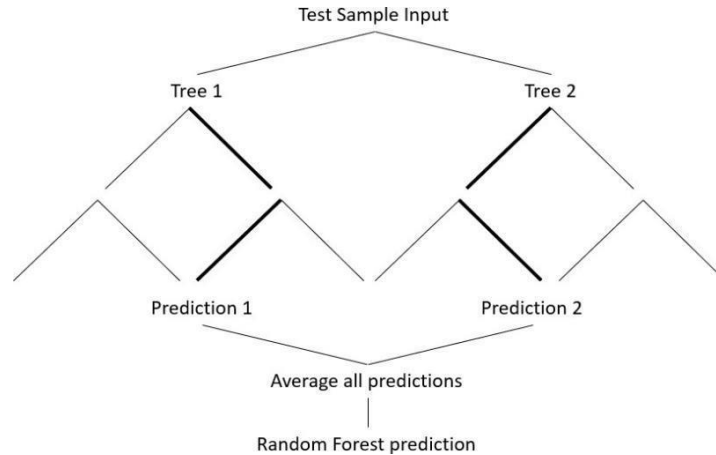 Test Sample Input
Tree 1
Tree 2
Prediction 1
Prediction 2
Average all predictions
Random Forest prediction